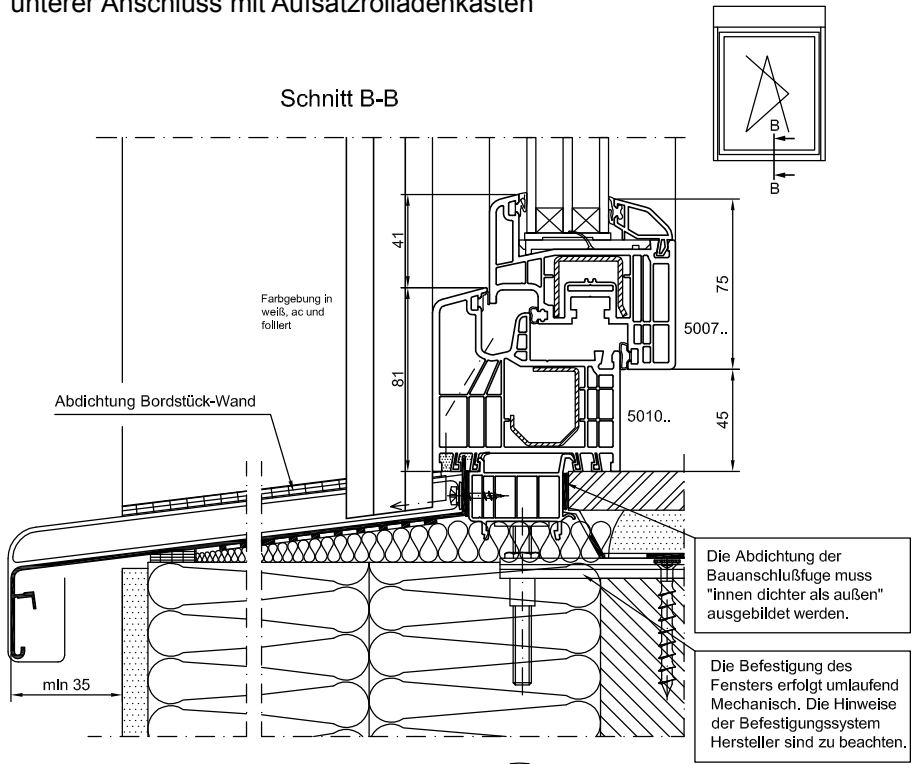 unterer Anschluss mit Aufsatzrolladenkasten
Schnitt B-B
B
B
41
75
Farbgebung in
weiß, ac und
folliert
5007..
81
Abdichtung Bordstück-Wand
5010..
45
Die Abdichtung der
Bauanschlußfuge muss
"innen dichter als außen"
ausgebildet werden.
min 35
Die Befestigung des
Fensters erfolgt umlaufend
Mechanisch. Die Hinweise
der Befestigungssystem
Hersteller sind zu beachten.